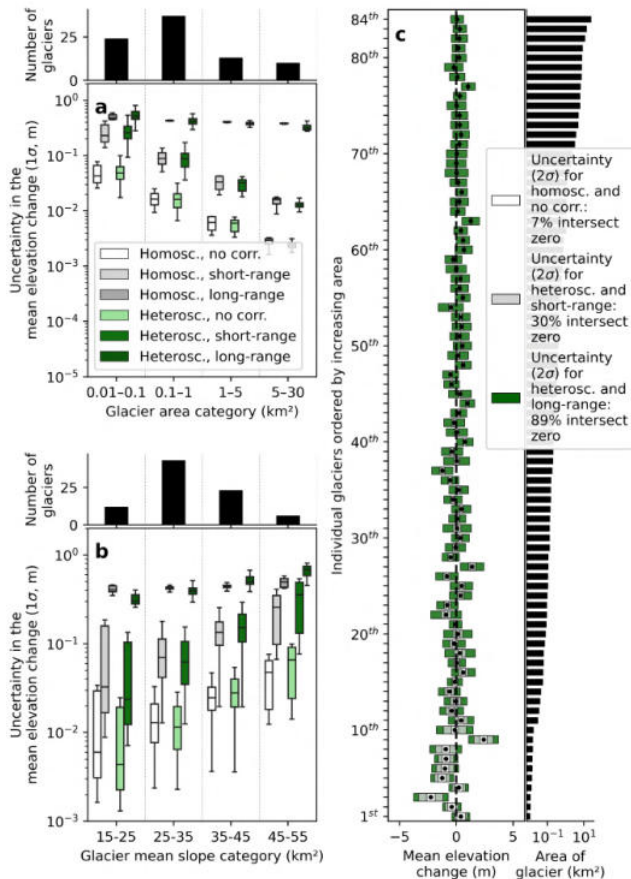 Number of
glaciers
25
0
a
Uncertainty in the
mean elevation change (1σ, m)
10⁰
10⁻¹
10⁻²
10⁻³
10⁻⁴
10⁻⁵
Homosc., no corr.
Homosc., short-range
Homosc., long-range
Heterosc., no corr.
Heterosc., short-range
Heterosc., long-range
0.01–0.1
0.1–1
1–5
5–30
Glacier area category (km²)
Number of
glaciers
25
0
b
Uncertainty in the
mean elevation change (1σ, m)
10⁰
10⁻¹
10⁻²
10⁻³
15-25
25-35
35-45
45-55
Glacier mean slope category (km²)
c
Individual glaciers ordered by increasing area
84th
80th
70th
60th
50th
40th
30th
20th
10th
1st
Uncertainty
(2σ) for
homosc. and
no corr.:
7% intersect
zero
Uncertainty
(2σ) for
heterosc. and
short-range:
30% intersect
zero
Uncertainty
(2σ) for
heterosc. and
long-range:
89% intersect
zero
−5
0
5
Mean elevation
change (m)
10⁻¹
10¹
Area of
glacier (km²)